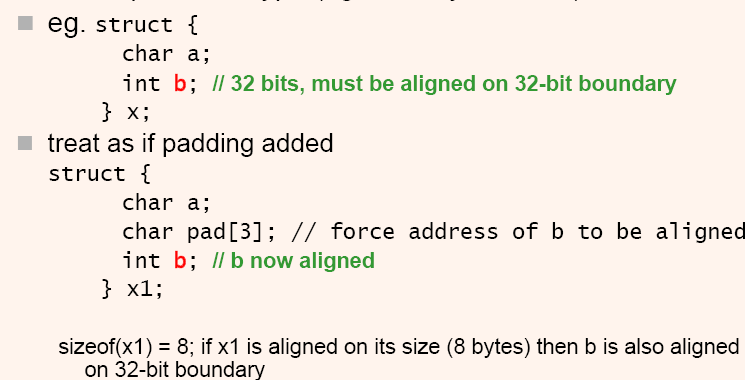 eg. struct {
char a;
int b; // 32 bits, must be aligned on 32-bit boundary
} x;
treat as if padding added
struct {
char a;
char pad[3]; // force address of b to be aligned
int b; // b now aligned
} x1;
sizeof(x1) = 8; if x1 is aligned on its size (8 bytes) then b is also aligned
on 32-bit boundary